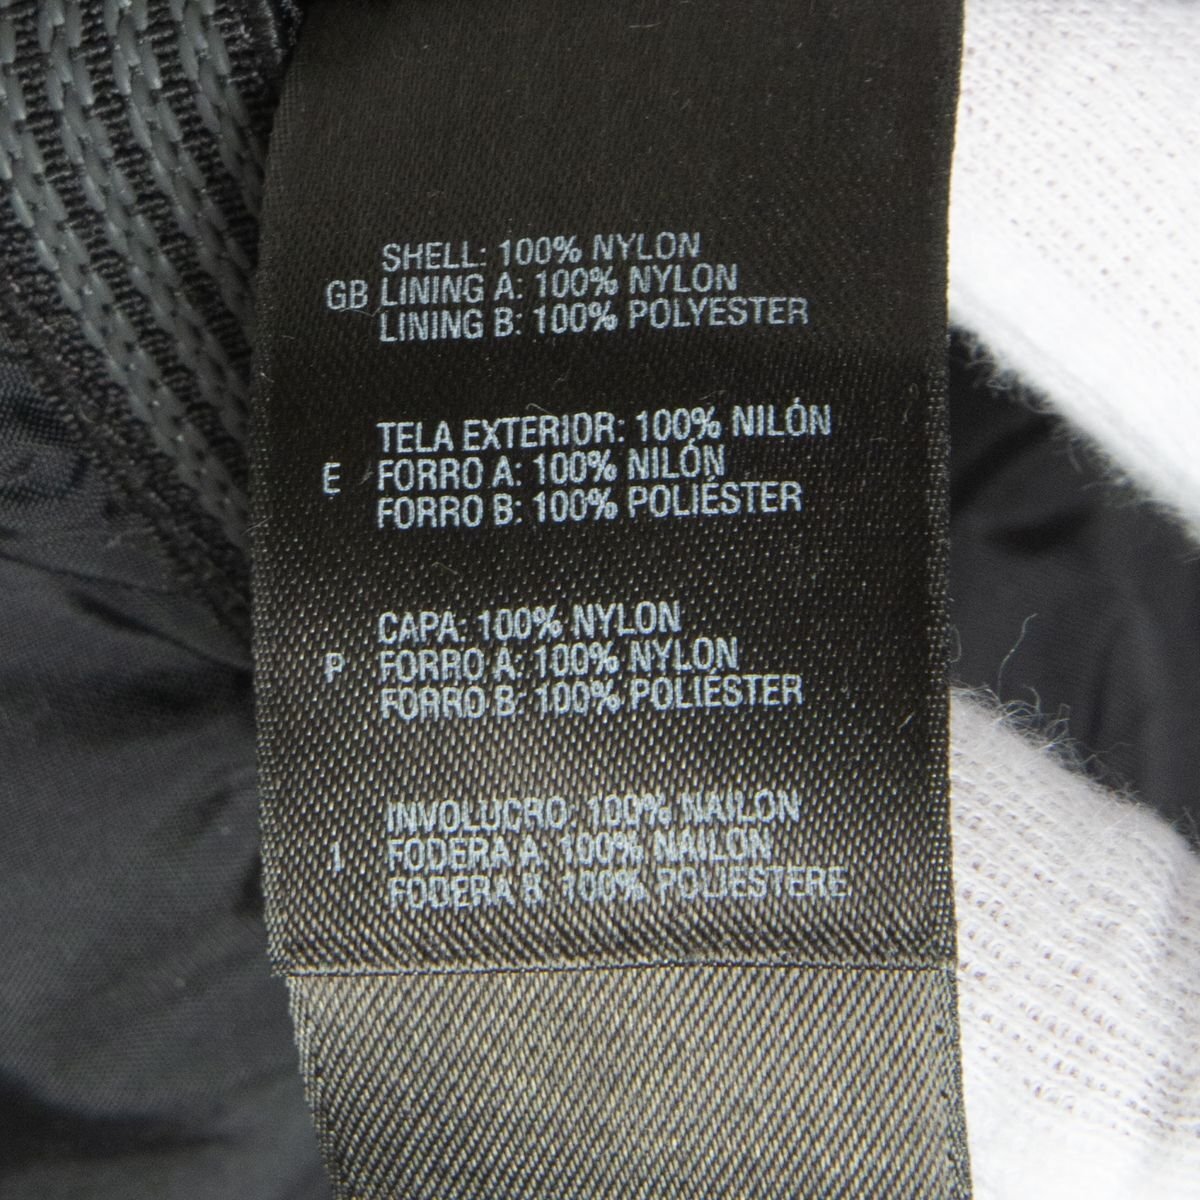 SHELL: 100% NYLON
GB LINING A: 100% NYLON
LINING B: 100% POLYESTER
TELA EXTERIOR: 100% NILÓN
E FORRO A: 100% NILÓN
FORRO B: 100% POLIÉSTER
CAPA: 100% NYLON
P FORRO A: 100% NYLON
FORRO B: 100% POLIÉSTER
INVOLUCRO: 100% NAILON
I FODERA A: 100% NAILON
FODERA B: 100% POLIESTERE